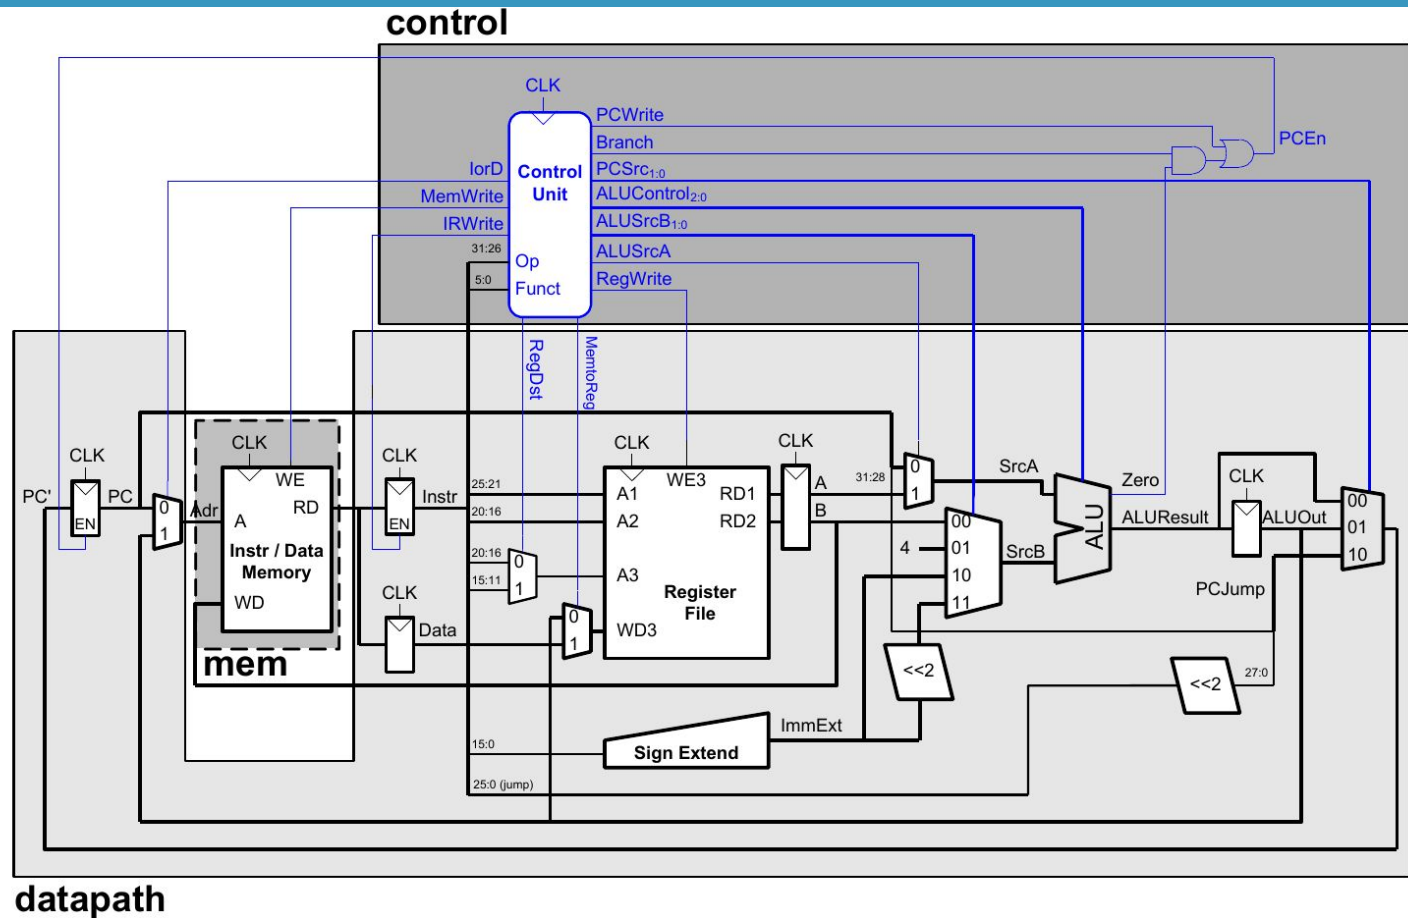 control
CLK
PCWrite
Branch
PCEn
IorD
Control
Unit
PCSrc1:0
MemWrite
ALUControl2:0
IRWrite
ALUSrcB1:0
31:26
Op
ALUSrcA
5:0
Funct
RegWrite
RegDst
MemtoReg
CLK
CLK
CLK
CLK
CLK
PC'
PC
EN
0
1
Adr
WE
RD
A
Instr / Data
Memory
WD
mem
EN
Instr
CLK
Data
25:21
20:16
20:16
15:11
0
1
0
1
A1
A2
A3
WD3
WE3
RD1
RD2
Register
File
A
B
31:28
0
1
SrcA
00
4
01
10
11
SrcB
ALU
Zero
ALUResult
CLK
ALUOut
00
01
10
PCJump
<<2
<<2
27:0
ImmExt
15:0
Sign Extend
25:0 (jump)
datapath